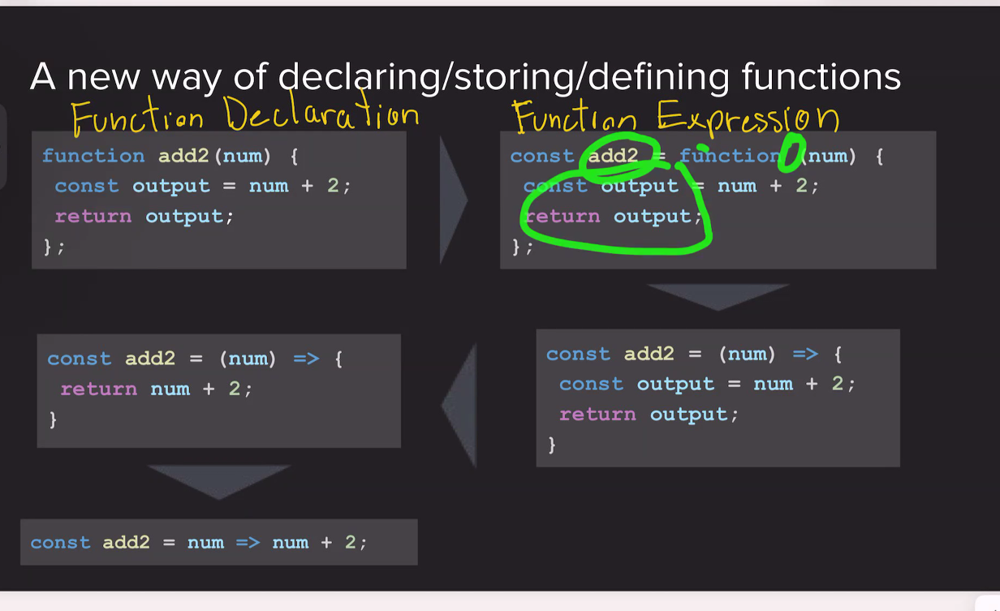 A new way of declaring/storing/defining functions
Function Declaration
function add2(num) {
const output = num + 2;
return output;
};
Function Expression
const add2 = function (num) {
const output = num + 2;
return output;
};
const add2 = (num) => {
const output = num + 2;
return output;
}
const add2 = (num) => {
return num + 2;
}
const add2 = num => num + 2;